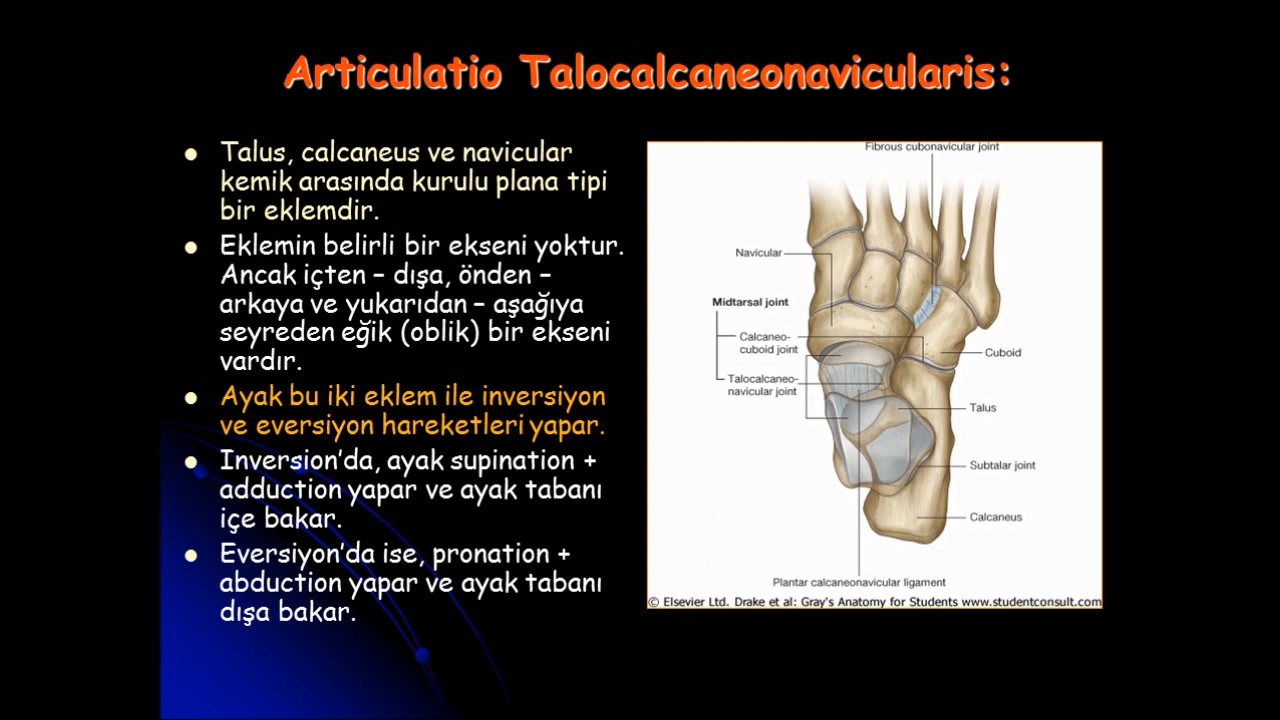 Articulatio Talocalcaneonavicularis:
● Talus, calcaneus ve navicular
kemik arasında kurulu plana tipi
bir eklemdir.
● Eklemin belirli bir ekseni yoktur.
Ancak içten – dışa, önden –
arkaya ve yukarıdan – aşağıya
seyreden eğik (oblik) bir ekseni
vardır.
● Ayak bu iki eklem ile inversiyon
ve eversiyon hareketleri yapar.
● Inversion’da, ayak supination +
adduction yapar ve ayak tabanı
içe bakar.
● Eversiyon’da ise, pronation +
abduction yapar ve ayak tabanı
dışa bakar.
Fibrous cubonavicular joint
Navicular
Midtarsal joint
Calcaneo-
cuboid joint
Talocalcaneo-
navicular joint
Cuboid
Talus
Subtalar joint
Calcaneus
Plantar calcaneonavicular ligament
© Elsevier Ltd. Drake et al: Gray's Anatomy for Students www.studentconsult.com